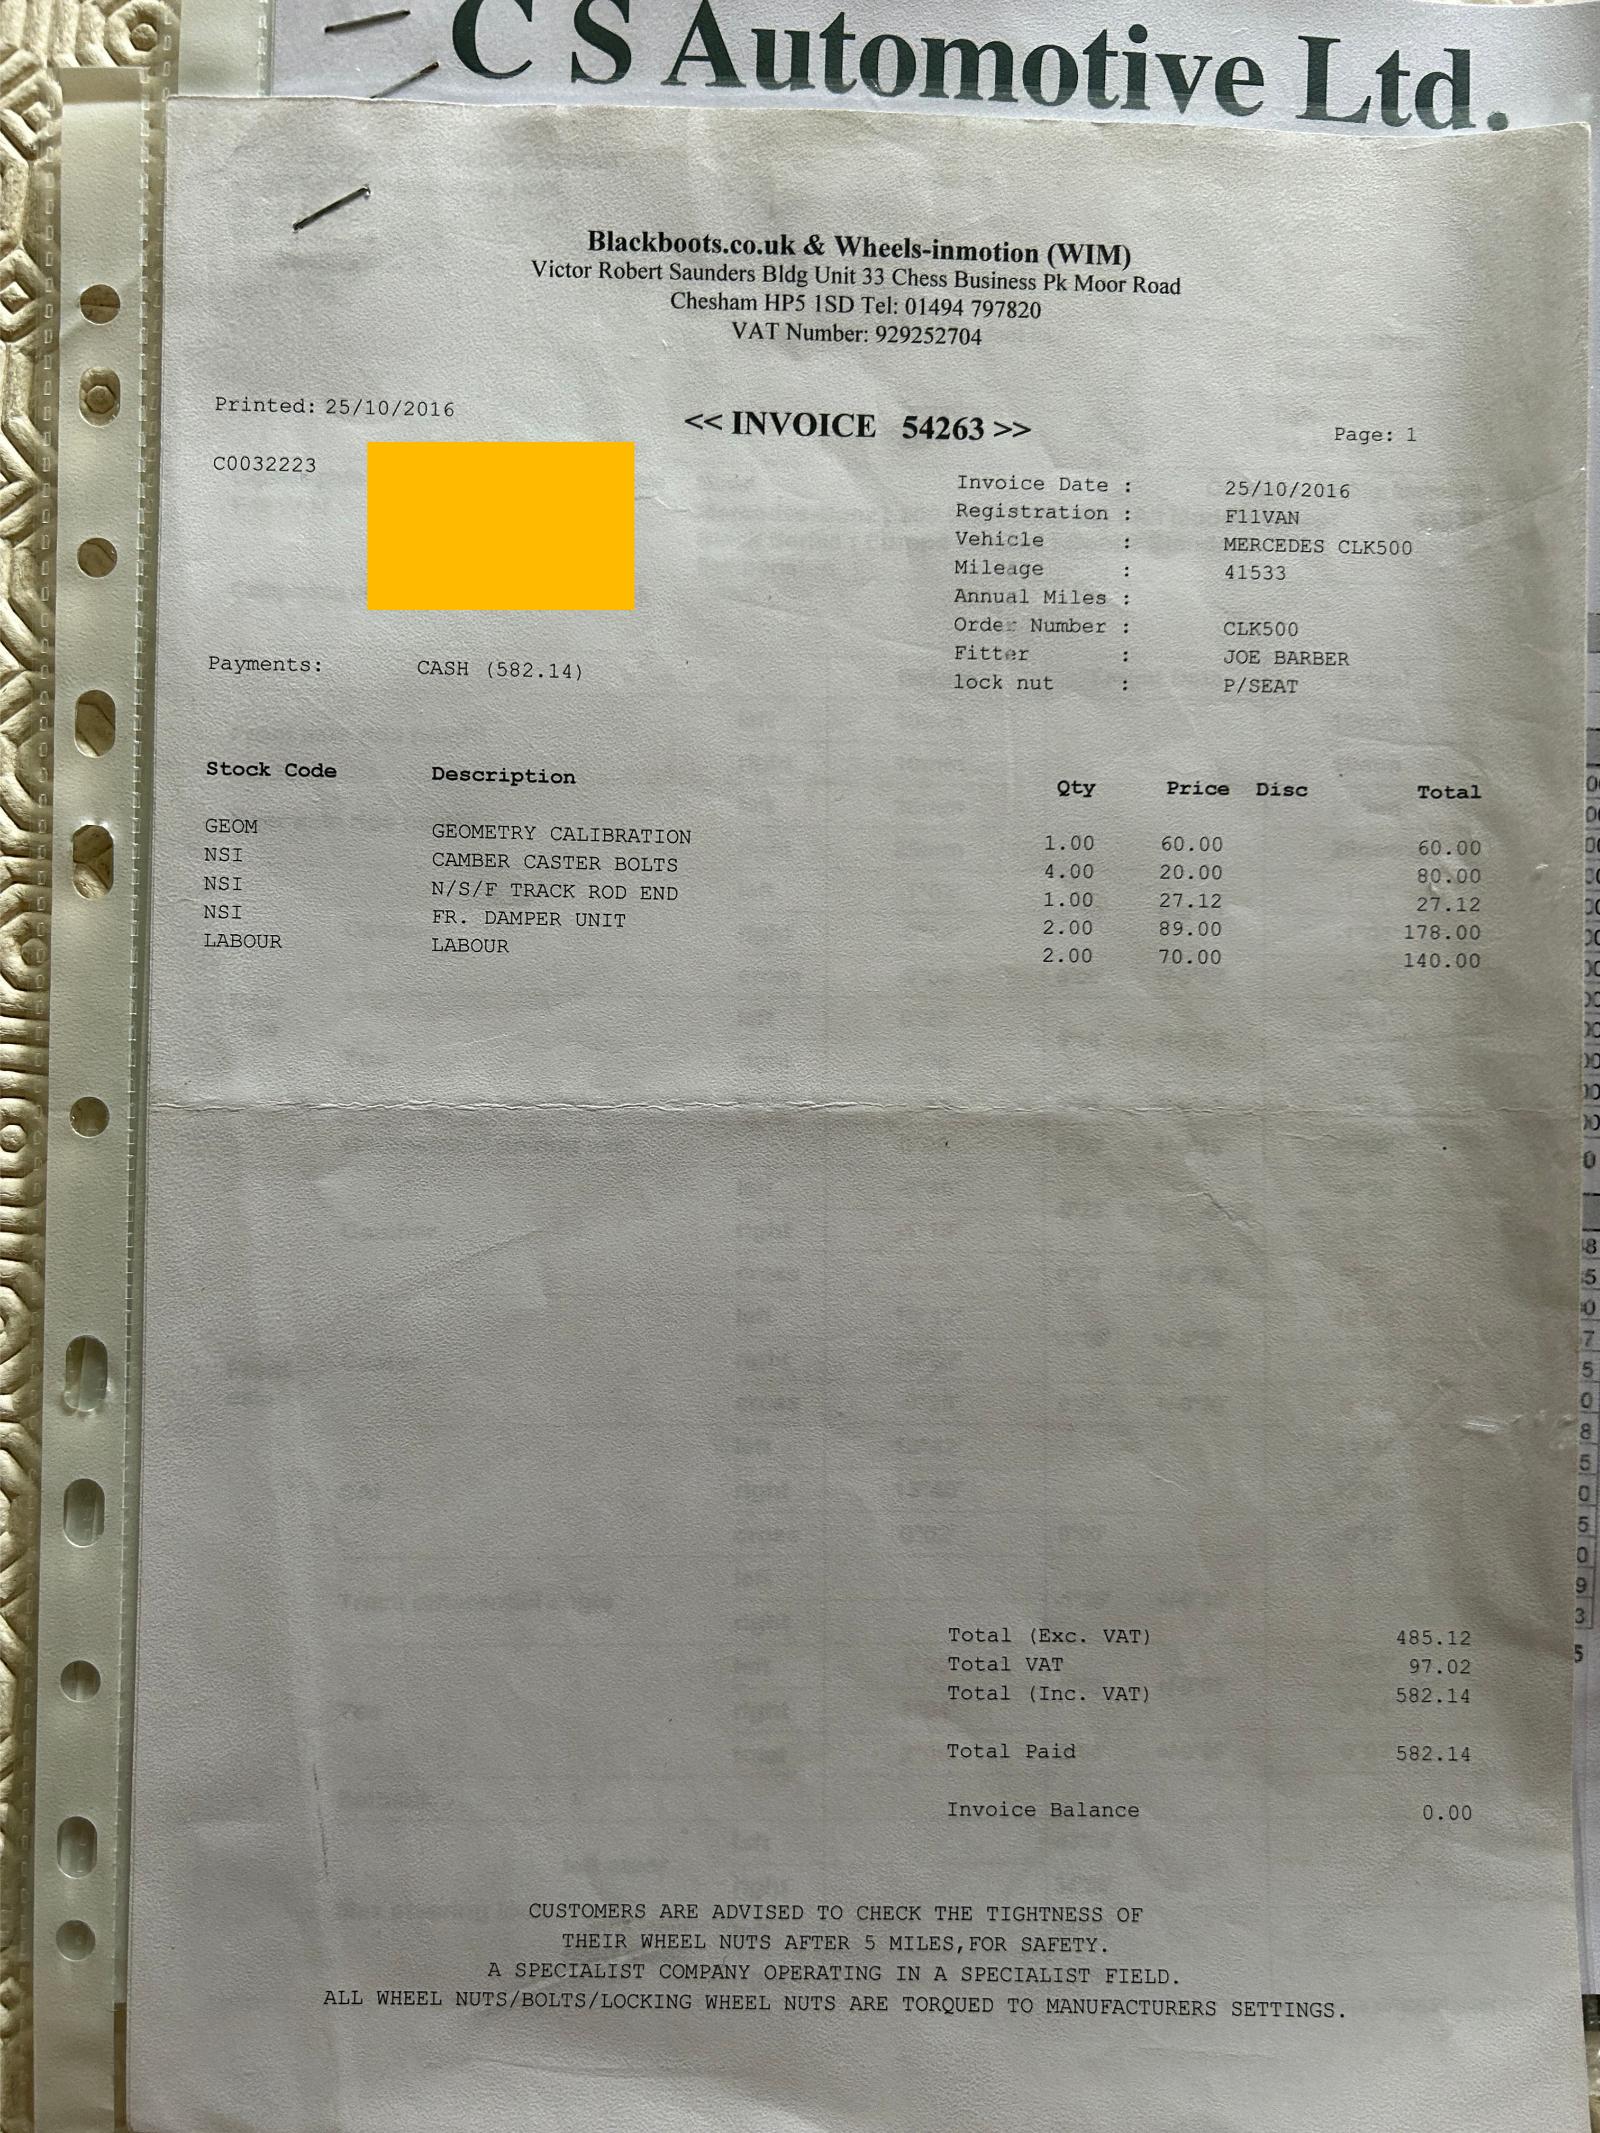 C S Automotive Ltd.
Blackboots.co.uk & Wheels-inmotion (WIM)
Victor Robert Saunders Bldg Unit 33 Chess Business Pk Moor Road
Chesham HP5 1SD Tel: 01494 797820
VAT Number: 929252704
Printed: 25/10/2016
<< INVOICE 54263 >>
Page: 1
C0032223
Invoice Date : 25/10/2016
Registration : F11VAN
Vehicle : MERCEDES CLK500
Mileage : 41533
Annual Miles :
Order Number : CLK500
Fitter : JOE BARBER
lock nut : P/SEAT
Payments: CASH (582.14)
Stock Code Description Qty Price Disc Total
GEOM GEOMETRY CALIBRATION 1.00 60.00 60.00
NSI CAMBER CASTER BOLTS 4.00 20.00 80.00
NSI N/S/F TRACK ROD END 1.00 27.12 27.12
NSI FR. DAMPER UNIT 2.00 89.00 178.00
LABOUR LABOUR 2.00 70.00 140.00
Total (Exc. VAT) 485.12
Total VAT 97.02
Total (Inc. VAT) 582.14
Total Paid 582.14
Invoice Balance 0.00
CUSTOMERS ARE ADVISED TO CHECK THE TIGHTNESS OF
THEIR WHEEL NUTS AFTER 5 MILES,FOR SAFETY.
A SPECIALIST COMPANY OPERATING IN A SPECIALIST FIELD.
ALL WHEEL NUTS/BOLTS/LOCKING WHEEL NUTS ARE TORQUED TO MANUFACTURERS SETTINGS.